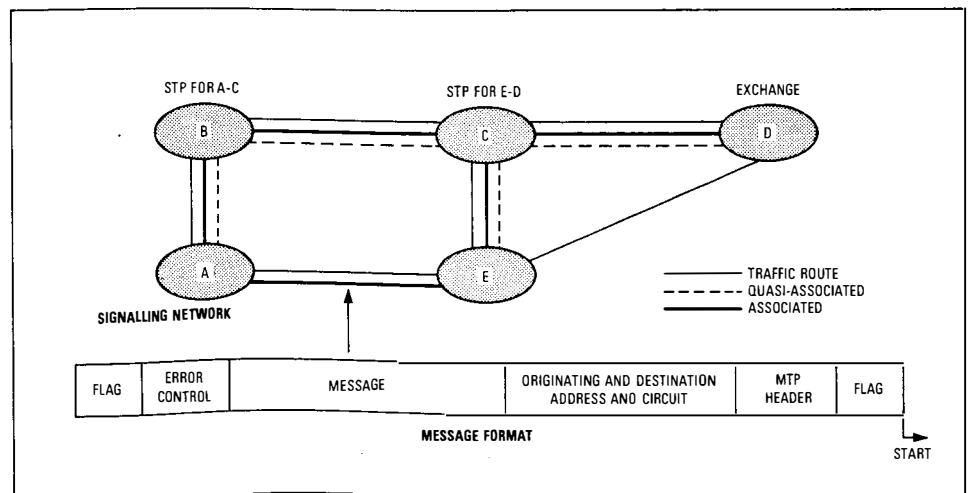 STP FOR A-C
STP FOR E-D
EXCHANGE
B
C
D
A
E
TRAFFIC ROUTE
QUASI-ASSOCIATED
ASSOCIATED
SIGNALLING NETWORK
FLAG
ERROR
CONTROL
MESSAGE
ORIGINATING AND DESTINATION
ADDRESS AND CIRCUIT
MTP
HEADER
FLAG
MESSAGE FORMAT
START